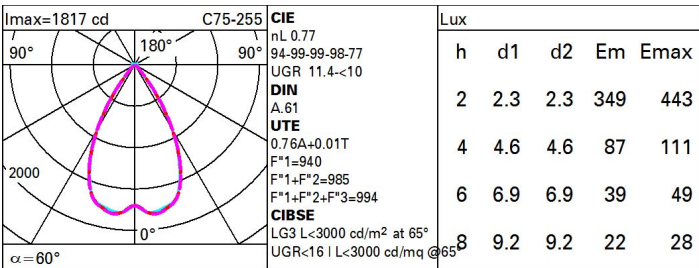 Imax=1817 cd C75-255
90° 180° 90°
2000
0°
α=60°
CIE
nL 0.77
94-99-99-98-77
UGR 11.4-<10
DIN
A.61
UTE
0.76A+0.01T
F"1=940
F"1+F"2=985
F"1+F"2+F"3=994
CIBSE
LG3 L<3000 cd/m² at 65°
UGR<16 | L<3000 cd/mq @65°
Lux
h d1 d2 Em Emax
2 2.3 2.3 349 443
4 4.6 4.6 87 111
6 6.9 6.9 39 49
8 9.2 9.2 22 28